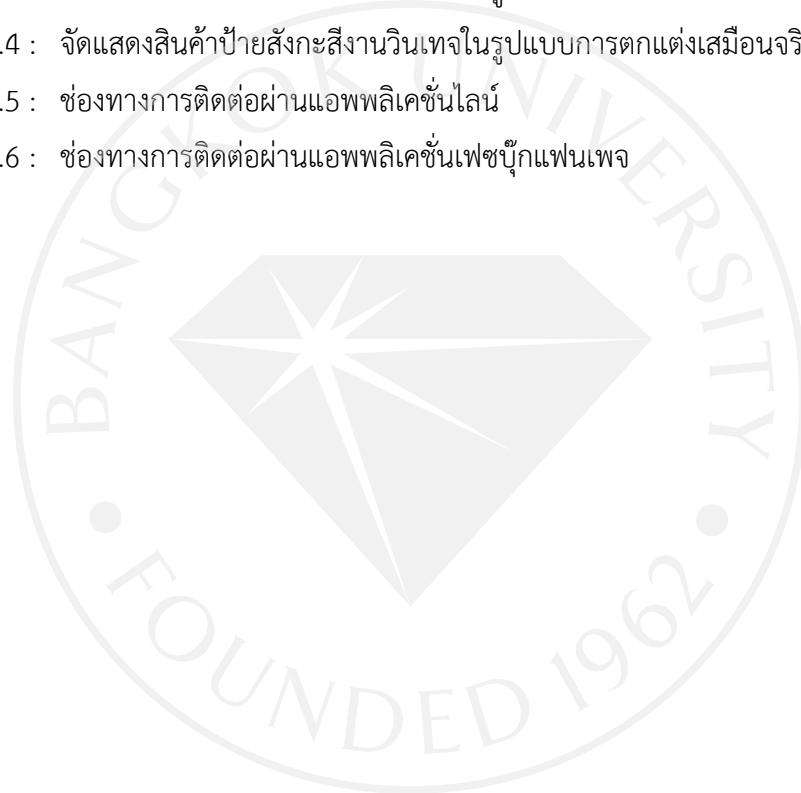 .4 : จัดแสดงสินค้าป้ายสังกะสีงานวินเทจในรูปแบบการตกแต่งเสมือนจริ
.5 : ช่องทางการติดต่อผ่านแอพพลิเคชั่นไลน์
.6 : ช่องทางการติดต่อผ่านแอพพลิเคชั่นเฟซบุ๊กแฟนเพจ
BANGKOK UNIVERSITY
FOUNDED 1962